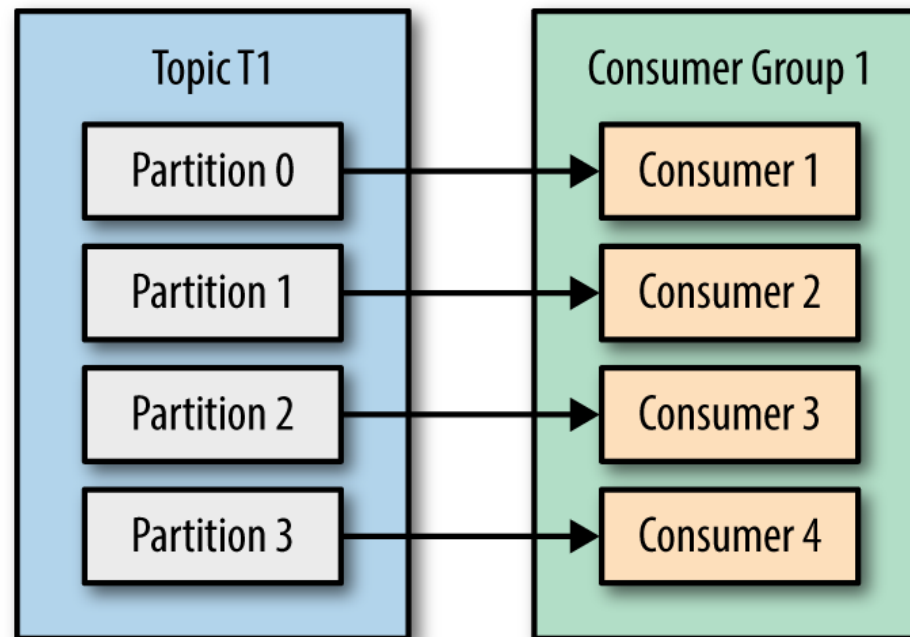 Topic T1
Consumer Group 1
Partition 0
Consumer 1
Partition 1
Consumer 2
Partition 2
Consumer 3
Partition 3
Consumer 4